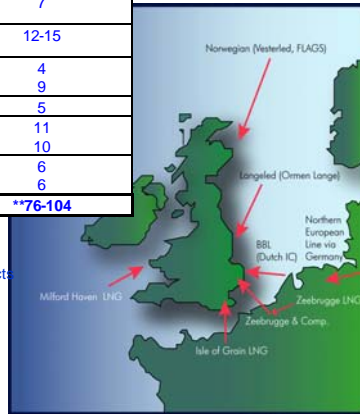 7
12-15
4
9
5
11
10
6
6
**76-104
Norwegian (Vesterled, FLAGS)
Langeled (Ormen Lange)
Northern
European
Line via
Germany
BBL
(Dutch IC)
Milford Haven LNG
Zeebrugge LNG
Zeebrugge & Comp.
Isle of Grain LNG